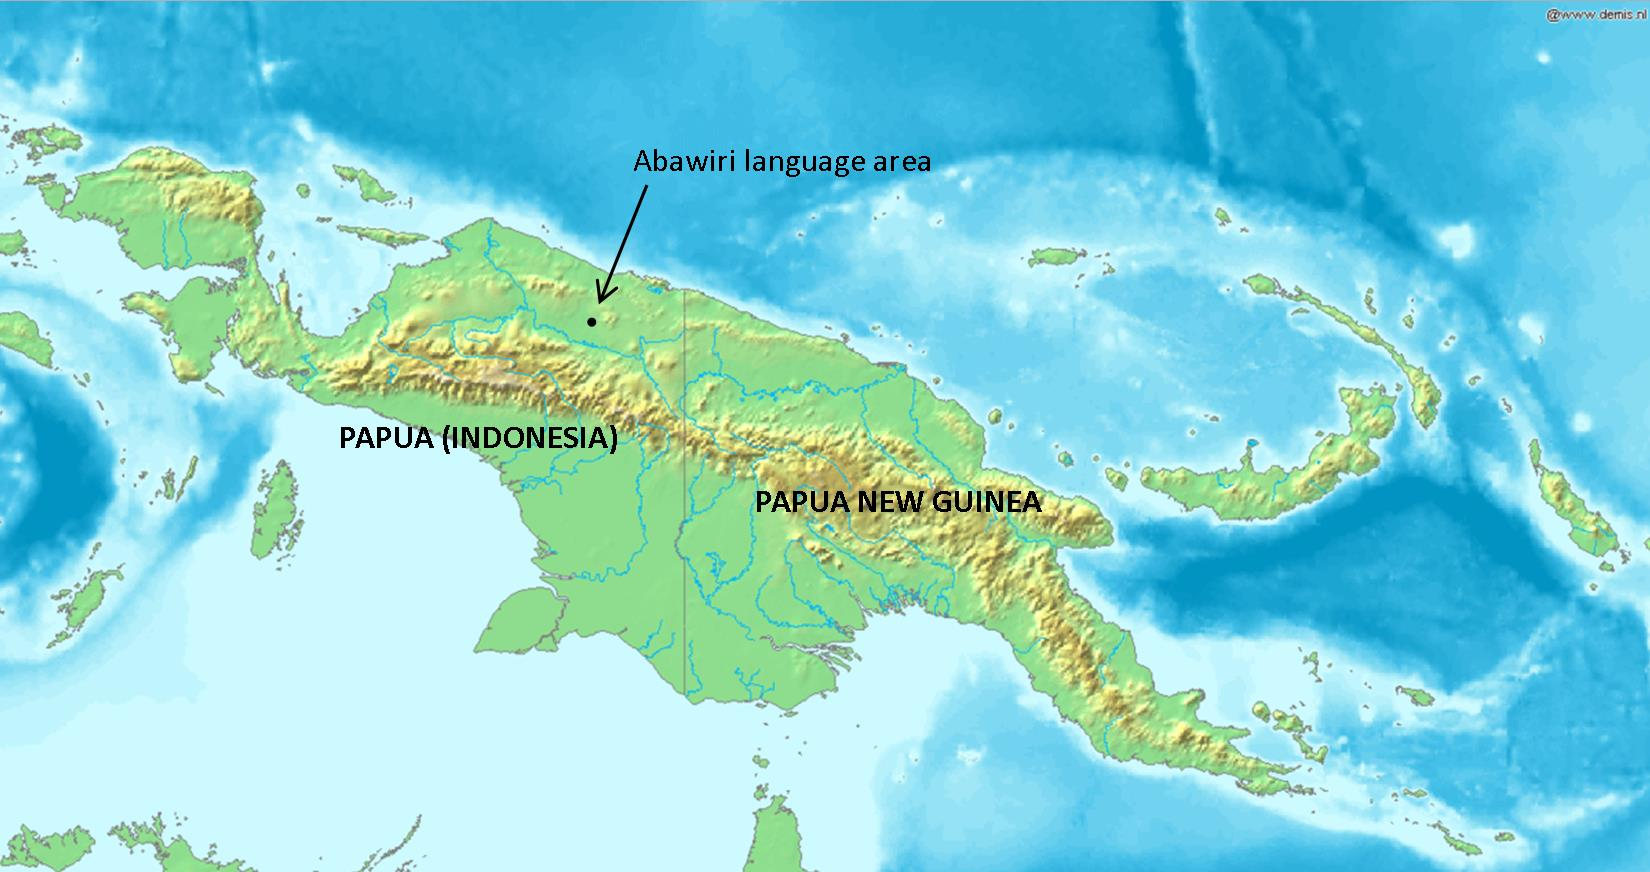 @www.demis.nl
Abawiri language area
PAPUA (INDONESIA)
PAPUA NEW GUINEA